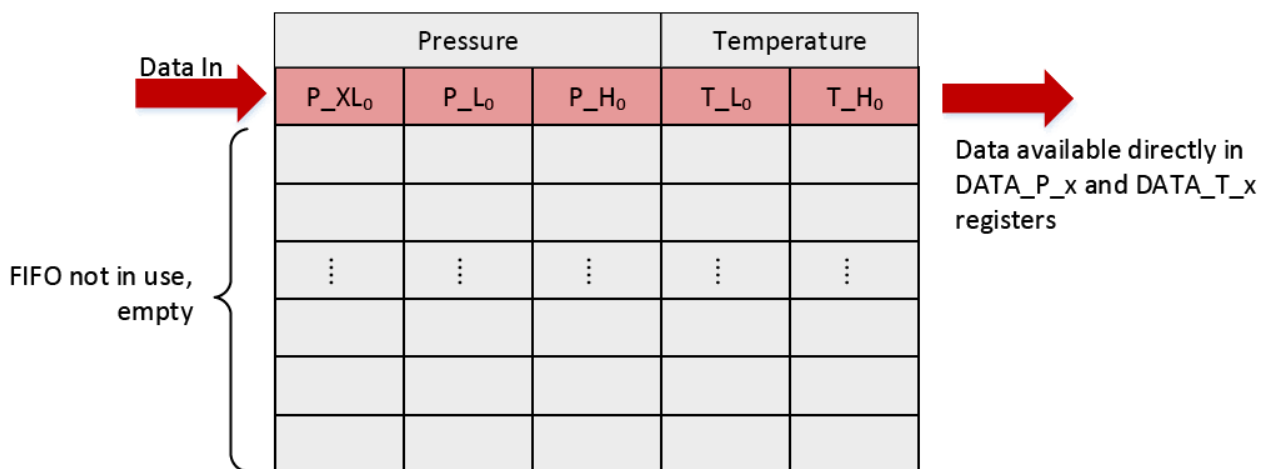 Pressure Temperature
Data In
P_XL₀ P_L₀ P_H₀ T_L₀ T_H₀
Data available directly in
DATA_P_x and DATA_T_x
registers
FIFO not in use,
empty
⋮ ⋮ ⋮ ⋮ ⋮